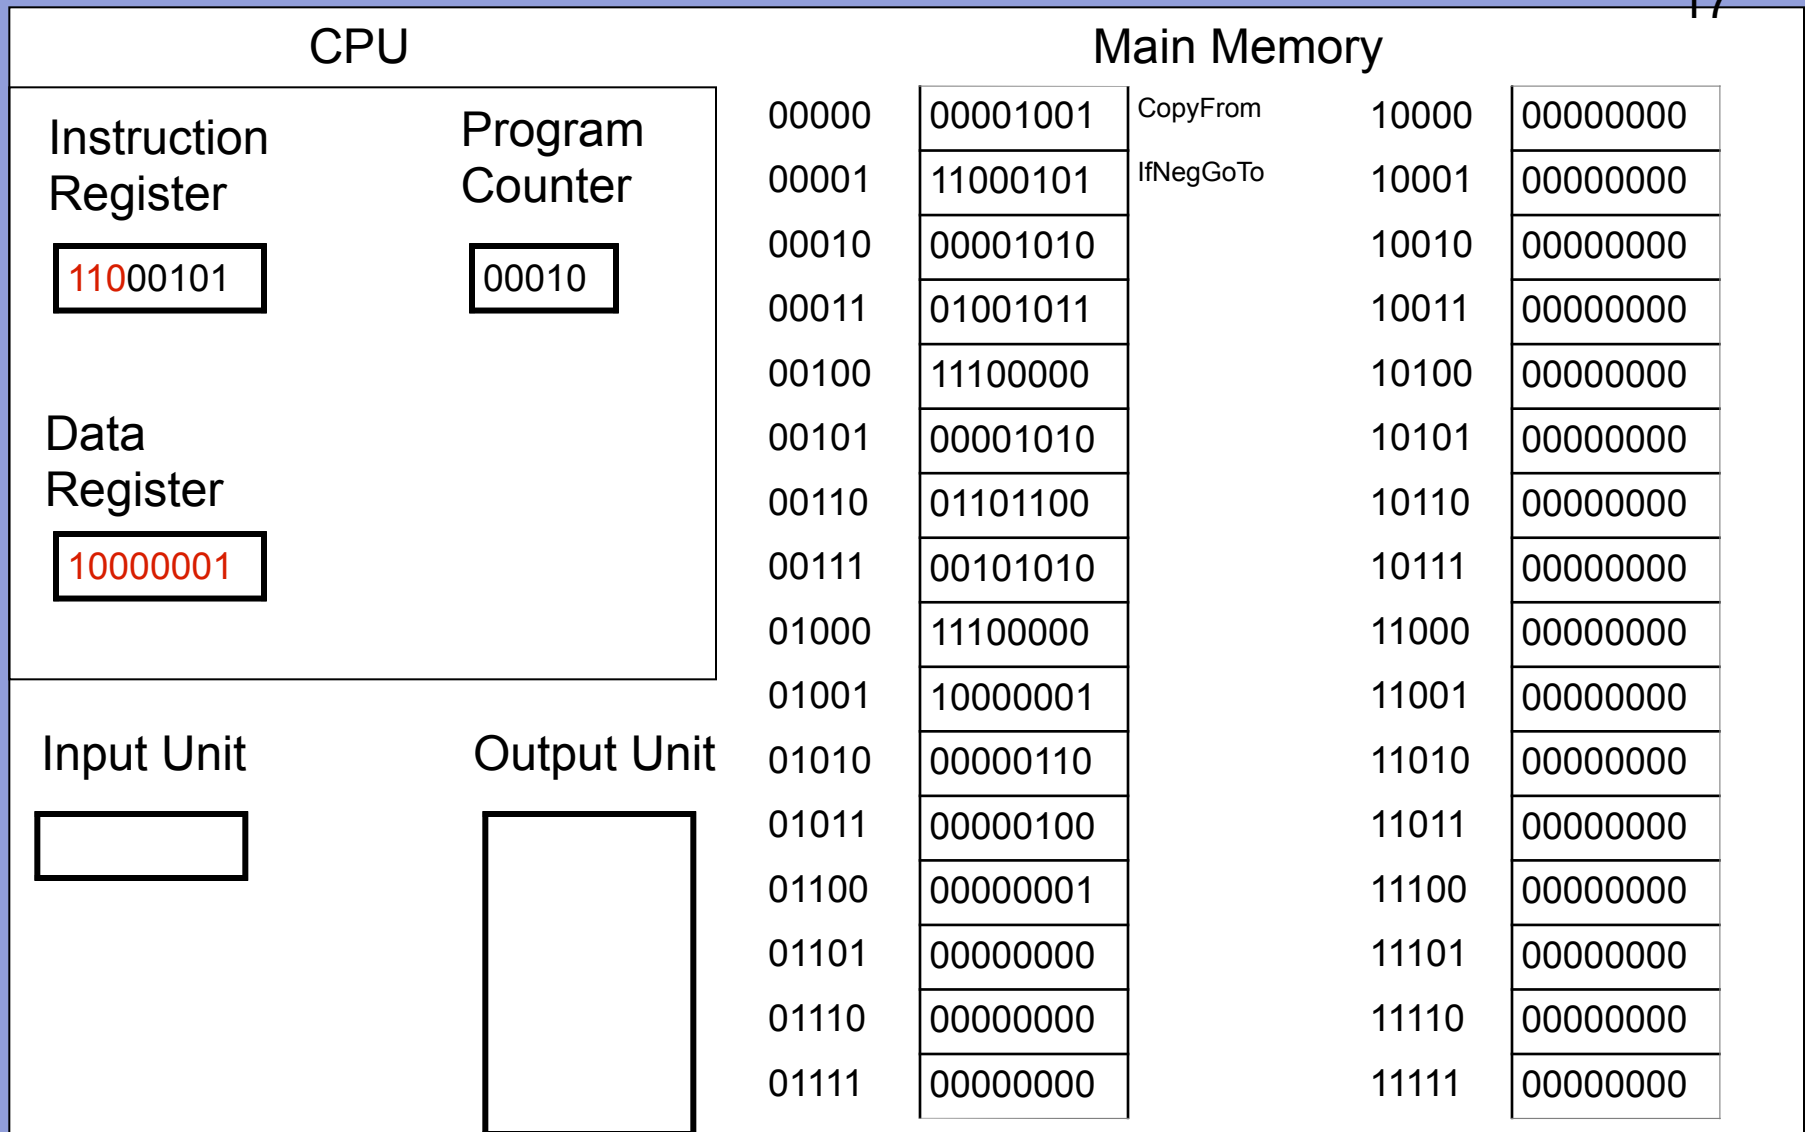 17
CPU
Main Memory
Instruction
Register
Program
Counter
11000101
00010
Data
Register
10000001
Input Unit
Output Unit
00000 00001001 CopyFrom 10000 00000000
00001 11000101 IfNegGoTo 10001 00000000
00010 00001010 10010 00000000
00011 01001011 10011 00000000
00100 11100000 10100 00000000
00101 00001010 10101 00000000
00110 01101100 10110 00000000
00111 00101010 10111 00000000
01000 11100000 11000 00000000
01001 10000001 11001 00000000
01010 00000110 11010 00000000
01011 00000100 11011 00000000
01100 00000001 11100 00000000
01101 00000000 11101 00000000
01110 00000000 11110 00000000
01111 00000000 11111 00000000